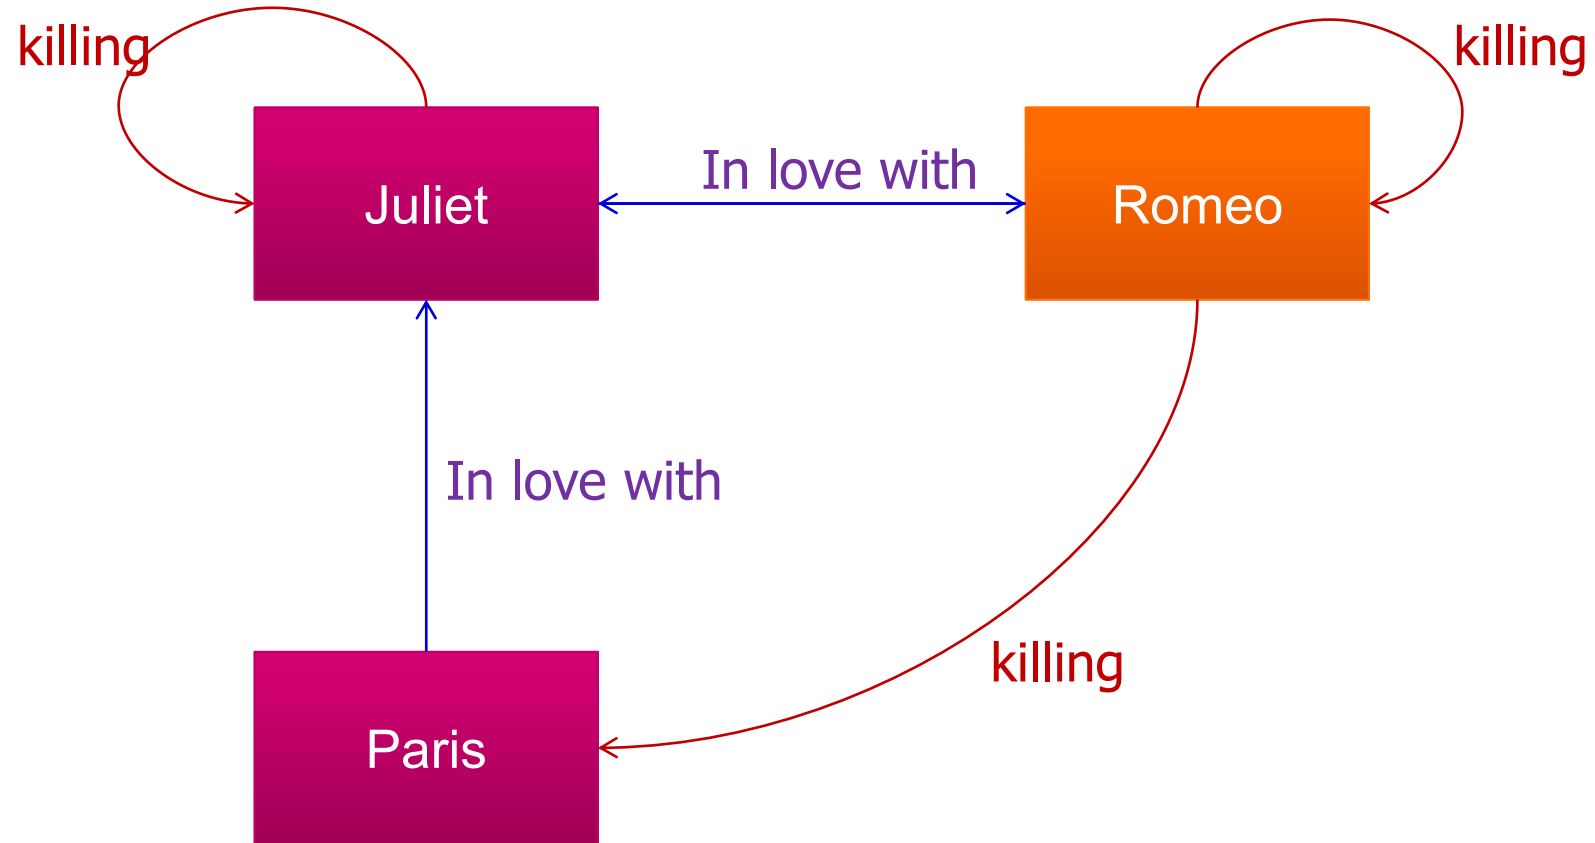 killing
killing
In love with
Juliet
Romeo
In love with
killing
Paris